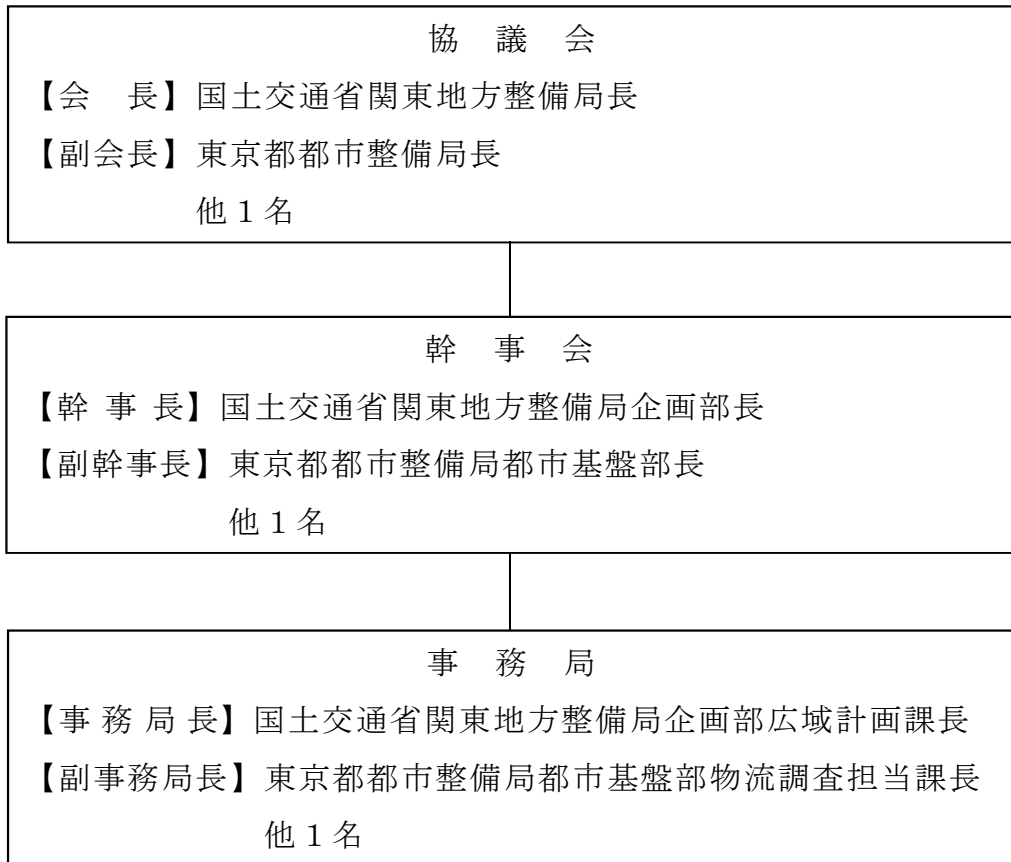 協　議　会
【会　長】国土交通省関東地方整備局長
【副会長】東京都都市整備局長
他１名
幹　事　会
【幹 事 長】国土交通省関東地方整備局企画部長
【副幹事長】東京都都市整備局都市基盤部長
他１名
事　務　局
【事 務 局 長】国土交通省関東地方整備局企画部広域計画課長
【副事務局長】東京都都市整備局都市基盤部物流調査担当課長
他１名